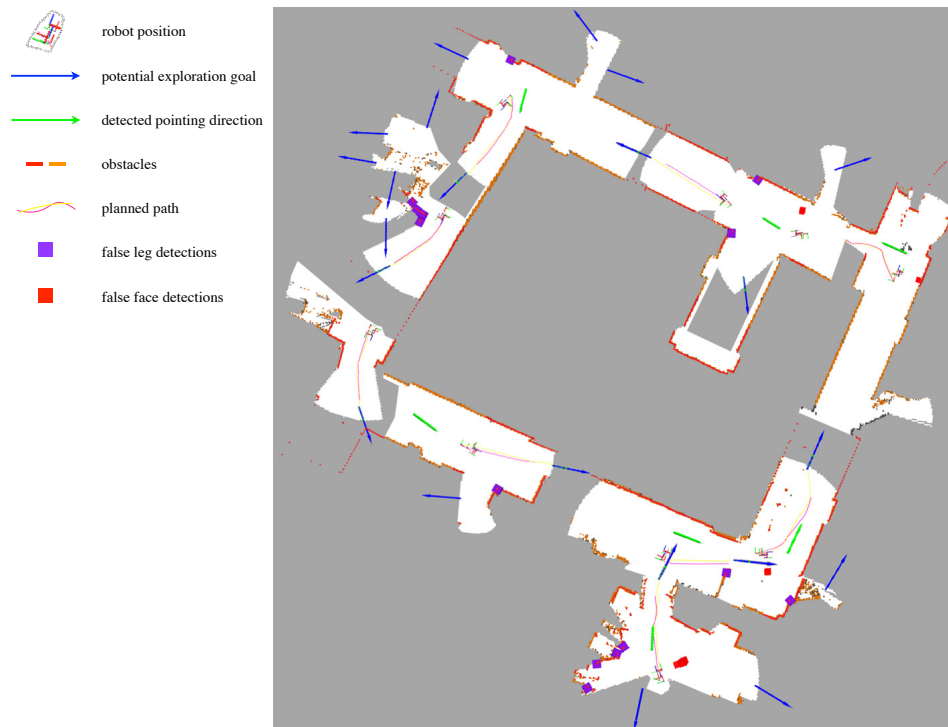 robot position
potential exploration goal
detected pointing direction
obstacles
planned path
false leg detections
false face detections